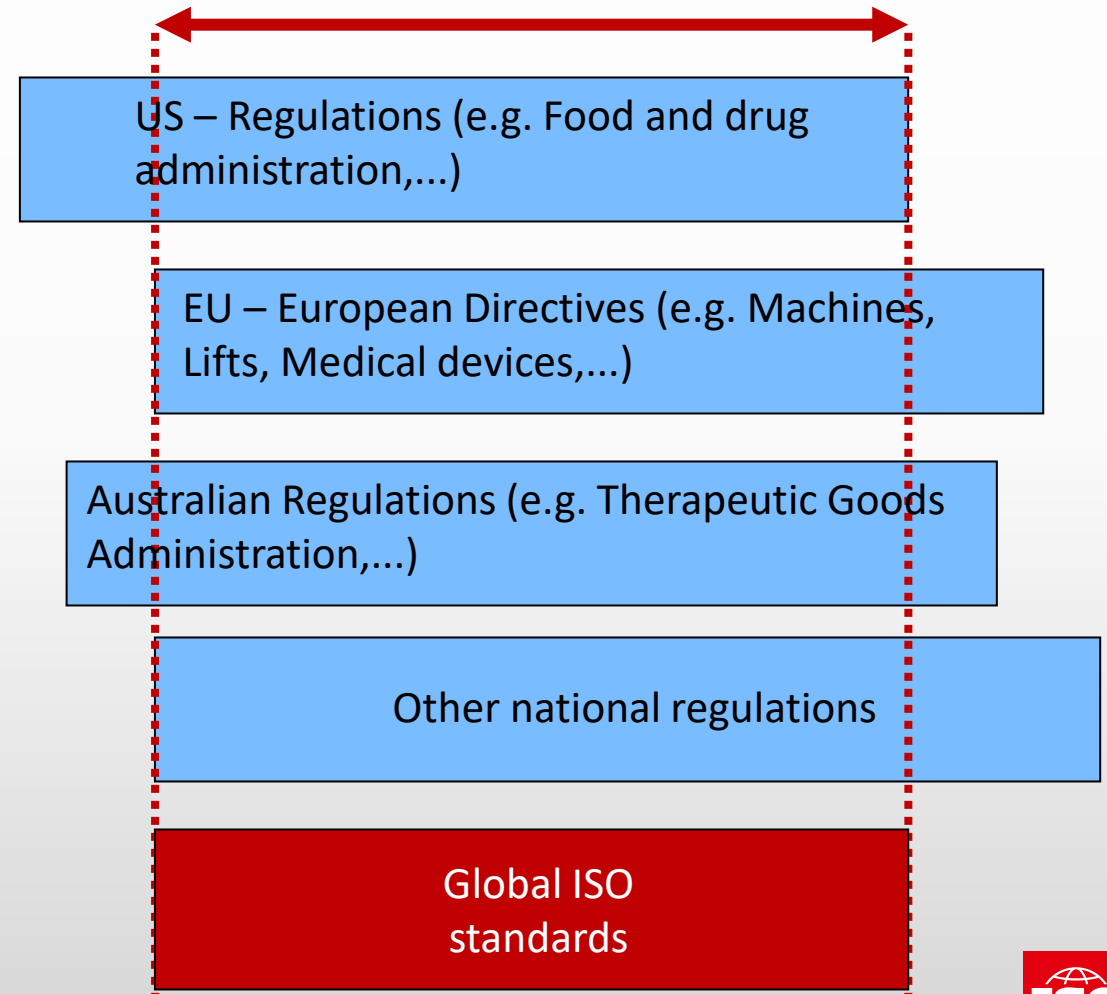 US – Regulations (e.g. Food and drug
administration,...)
EU – European Directives (e.g. Machines,
Lifts, Medical devices,...)
Australian Regulations (e.g. Therapeutic Goods
Administration,...)
Other national regulations
Global ISO
standards